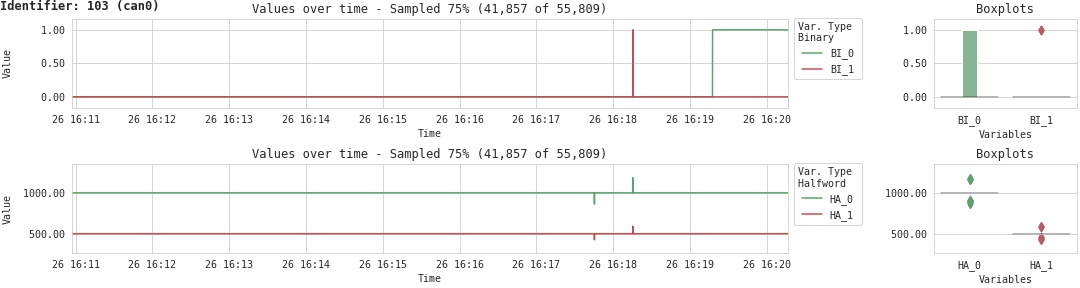 Identifier: 103 (can0)
Values over time - Sampled 75% (41,857 of 55,809)
Value
1.00
0.50
0.00
26 16:11 26 16:12 26 16:13 26 16:14 26 16:15 26 16:16 26 16:17 26 16:18 26 16:19 26 16:20
Time
Var. Type
Binary
BI_0
BI_1
Boxplots
1.00
0.50
0.00
BI_0 BI_1
Variables
Values over time - Sampled 75% (41,857 of 55,809)
Value
1000.00
500.00
26 16:11 26 16:12 26 16:13 26 16:14 26 16:15 26 16:16 26 16:17 26 16:18 26 16:19 26 16:20
Time
Var. Type
Halfword
HA_0
HA_1
Boxplots
1000.00
500.00
HA_0 HA_1
Variables